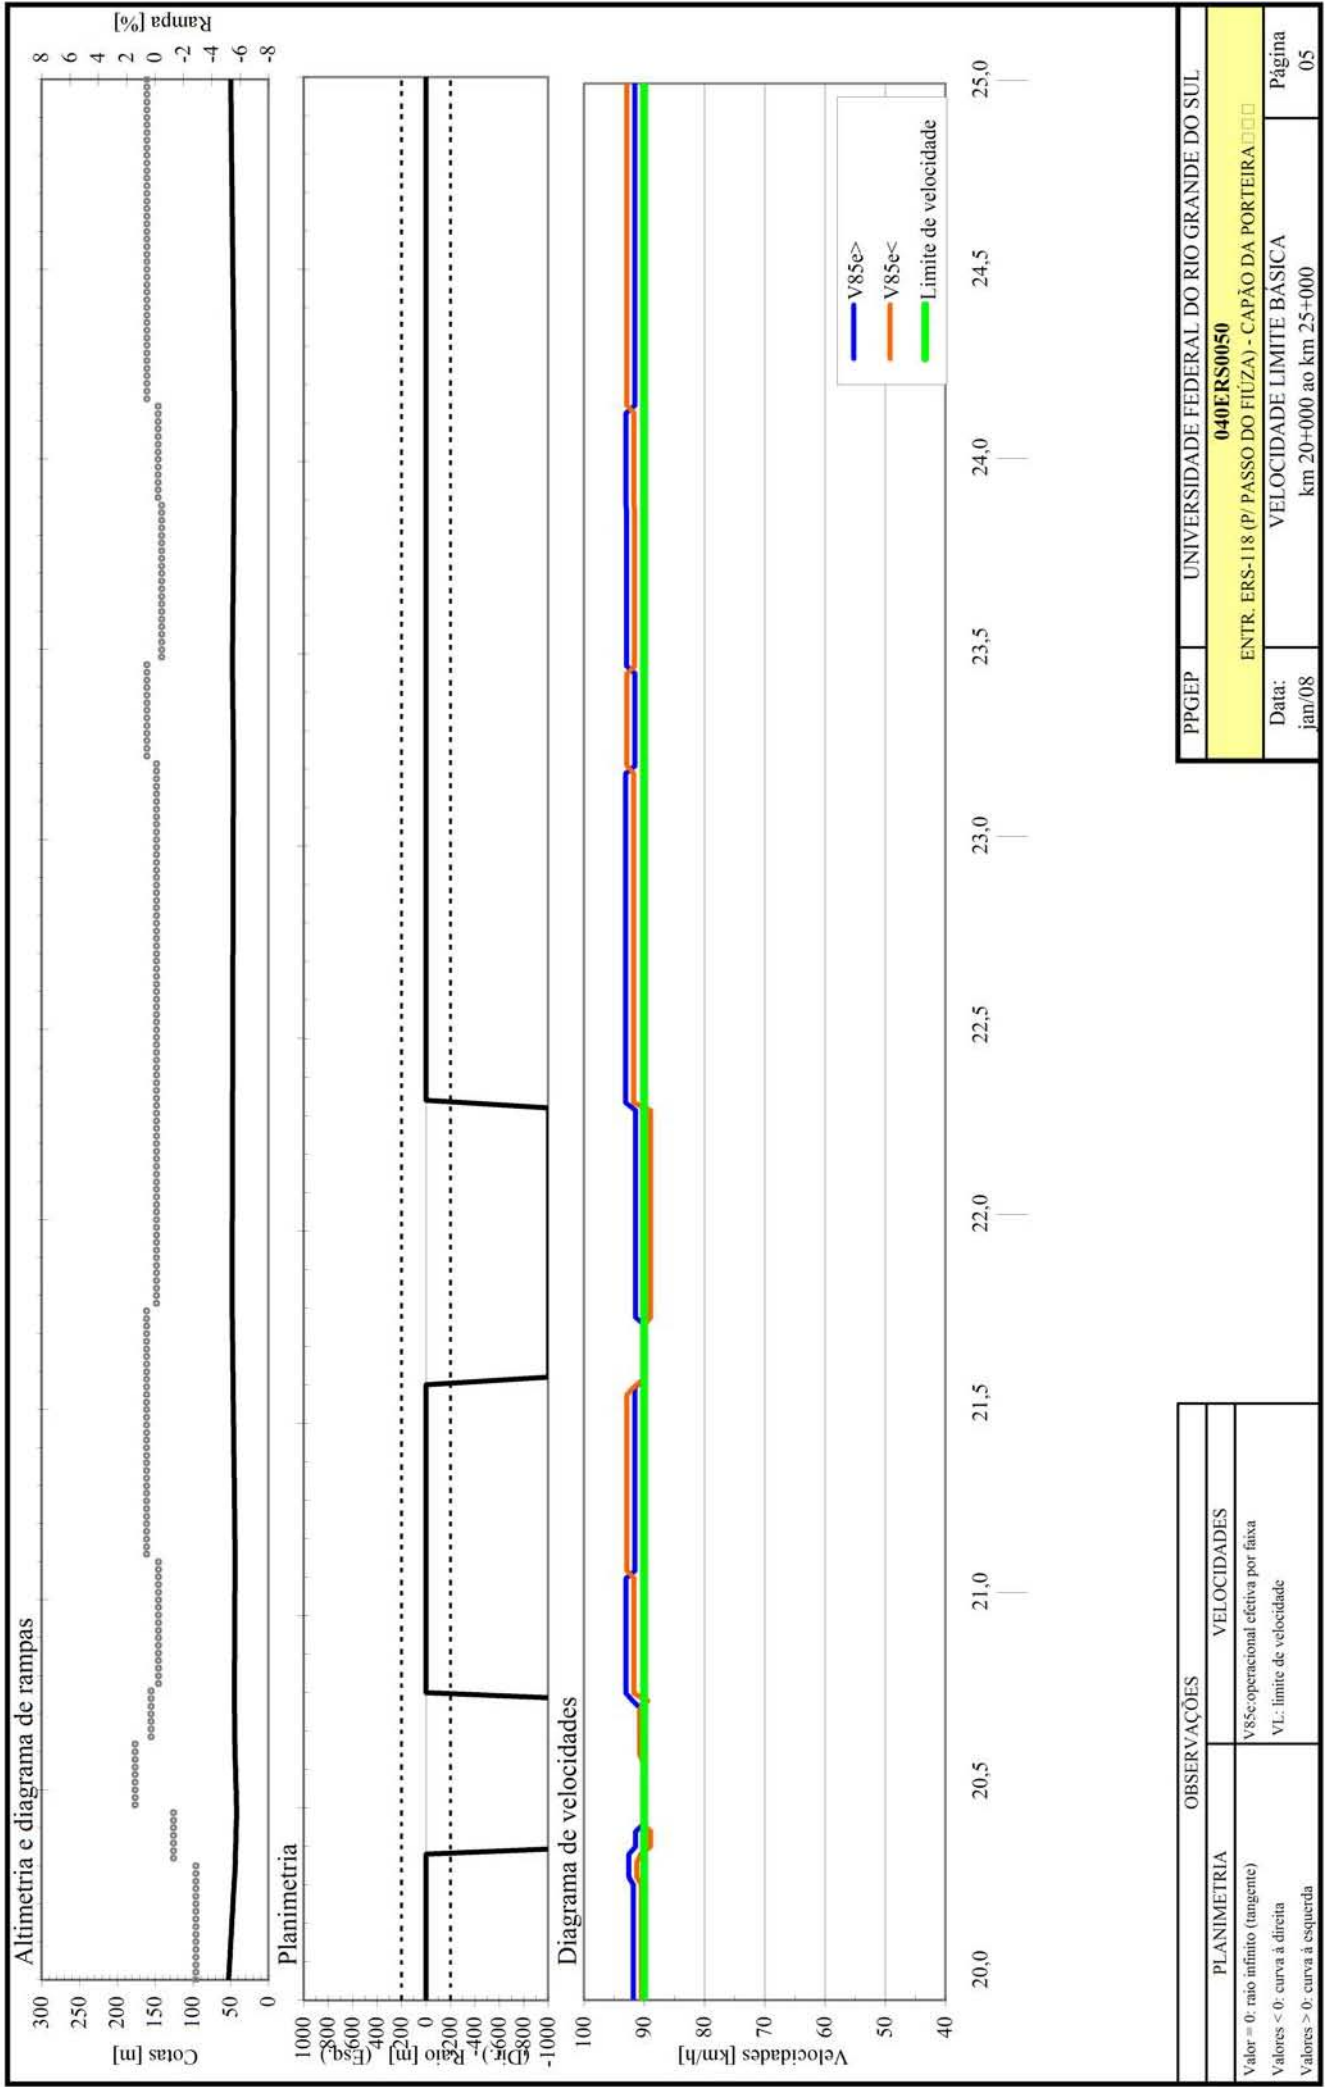 Altimetria e diagrama de rampas
Cotas [m]
300
250
200
150
100
50
0
Rampa [%]
8
6
4
2
0
-2
-4
-6
-8
Planimetria
(Dir.) , Raio [m] , (Esq.)
1000
800
600
400
200
0
-200
-400
-600
-800
-1000
Diagrama de velocidades
Velocidades [km/h]
100
90
80
70
60
50
40
V85e>
V85e<
Limite de velocidade
20,0
20,5
21,0
21,5
22,0
22,5
23,0
23,5
24,0
24,5
25,0
OBSERVAÇÕES
PLANIMETRIA
VELOCIDADES
Valor = 0: raio infinito (tangente)
Valores < 0: curva à direita
Valores > 0: curva à esquerda
V85e:operacional efetiva por faixa
VL: limite de velocidade
PPGEP
UNIVERSIDADE FEDERAL DO RIO GRANDE DO SUL
040ERS0050
ENTR. ERS-118 (P/ PASSO DO FIÚZA) - CAPÃO DA PORTEIRA□□□
Data:
jan/08
VELOCIDADE LIMITE BÁSICA
km 20+000 ao km 25+000
Página
05